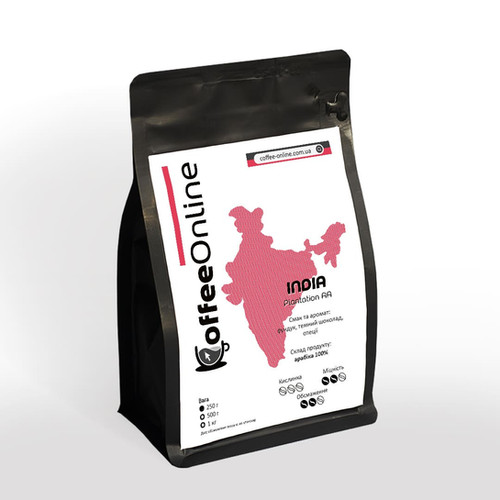 coffee-online.com.ua
KoffeeOnline
INDIA
Plantation AA
Смак та аромат:
фундук, темний шоколад,
спеції
Склад продукту:
арабіка 100%
Кислинка
Міцність
Обсмаження
Вага
250 г
500 г
1 кг